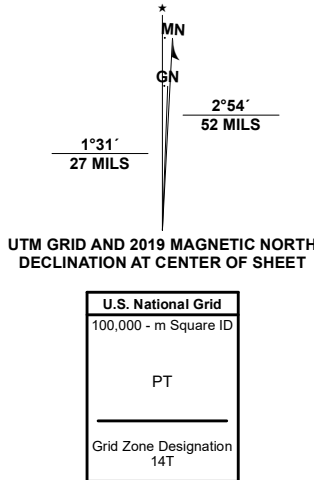 MN
GN
2°54´
52 MILS
1°31´
27 MILS
UTM GRID AND 2019 MAGNETIC NORTH
DECLINATION AT CENTER OF SHEET
U.S. National Grid
100,000 - m Square ID
PT
Grid Zone Designation
14T